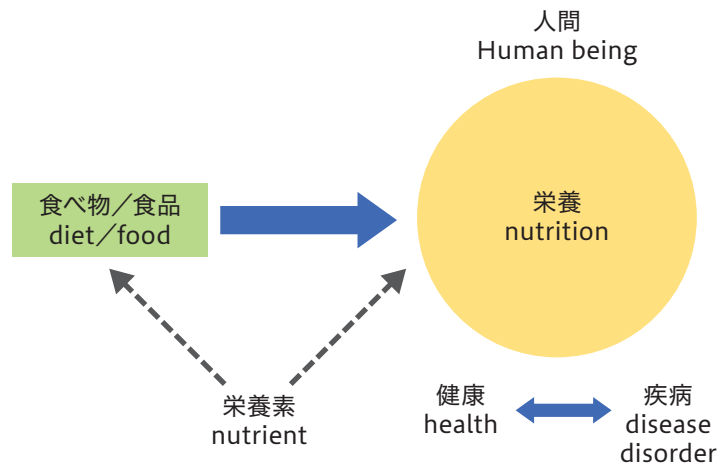 人間
Human being
食べ物／食品
diet／food
栄養
nutrition
栄養素
nutrient
健康
health
疾病
disease
disorder